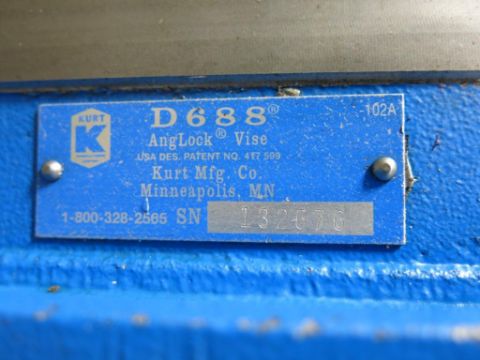 KURT
K
D688®
102A
AngLock® Vise
USA DES. PATENT NO. 417 599
Kurt Mfg. Co.
Minneapolis, MN
1-800-328-2565 SN